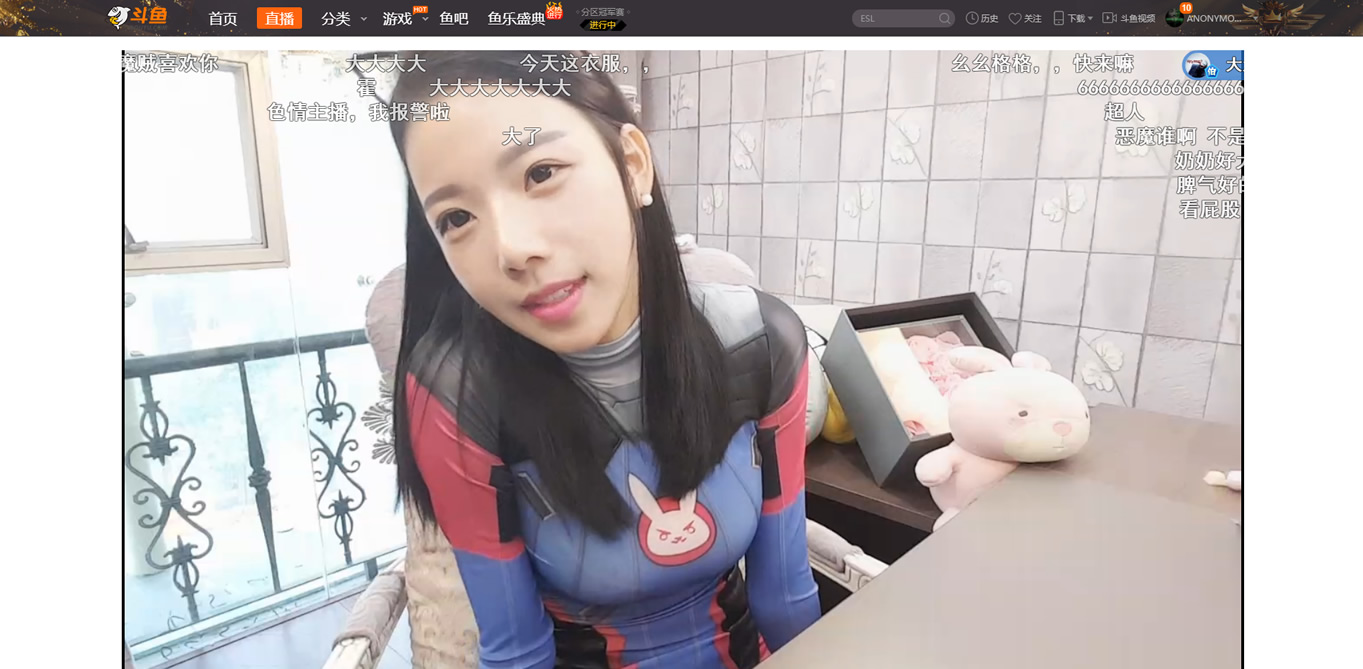 斗鱼
首页
直播
分类
游戏
HOT
鱼吧
鱼乐盛典
分区冠军赛
进行中
ESL
历史
关注
下载
斗鱼视频
10
ANONYMO...
魔贼喜欢你
大大大大
今天这衣服，，
幺幺格格，，快来嘛
大
霍
大大大大大大大
色情主播，我报警啦
超人
大了
恶魔谁啊 不是
奶奶好大
脾气好
看屁股